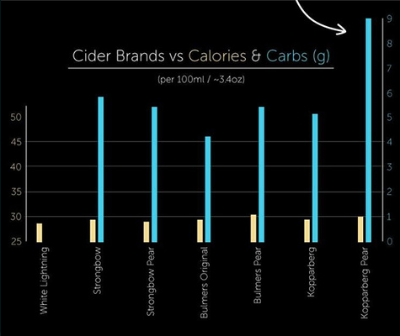 Cider Brands vs Calories & Carbs (g)
(per 100ml / ~3.4oz)
9
8
7
6
5
4
3
2
1
0
50
45
40
35
30
25
White Lightning
Strongbow
Strongbow Pear
Bulmers Original
Bulmers Pear
Kopparberg
Kopparberg Pear